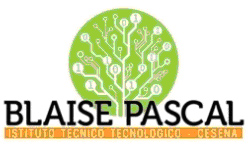 BLAISE PASCAL
ISTITUTO TECNICO TECNOLOGICO - CESENA